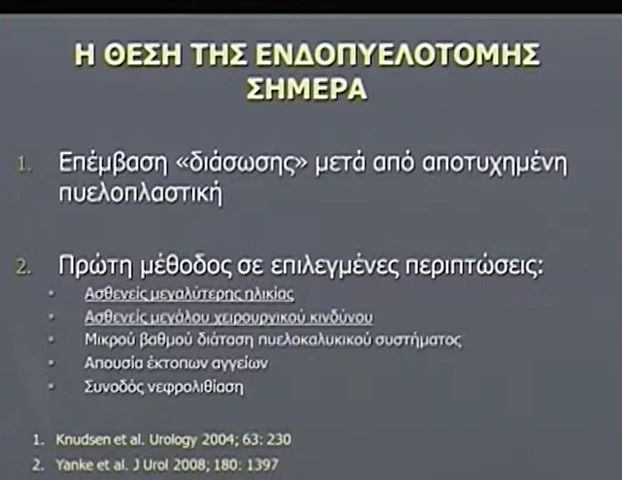 Η ΘΕΣΗ ΤΗΣ ΕΝΔΟΠΥΕΛΟΤΟΜΗΣ
ΣΗΜΕΡΑ
1. Επέμβαση «διάσωσης» μετά από αποτυχημένη
πυελοπλαστική
2. Πρώτη μέθοδος σε επιλεγμένες περιπτώσεις:
▪ Ασθενείς μεγαλύτερης ηλικίας
▪ Ασθενείς μεγάλου χειρουργικού κινδύνου
▪ Μικρού βαθμού διάταση πυελοκαλυκικού συστήματος
▪ Απουσία έκτοπων αγγείων
▪ Συνοδός νεφρολιθίαση
1. Knudsen et al. Urology 2004; 63: 230
2. Yanke et al. J Urol 2008; 180: 1397